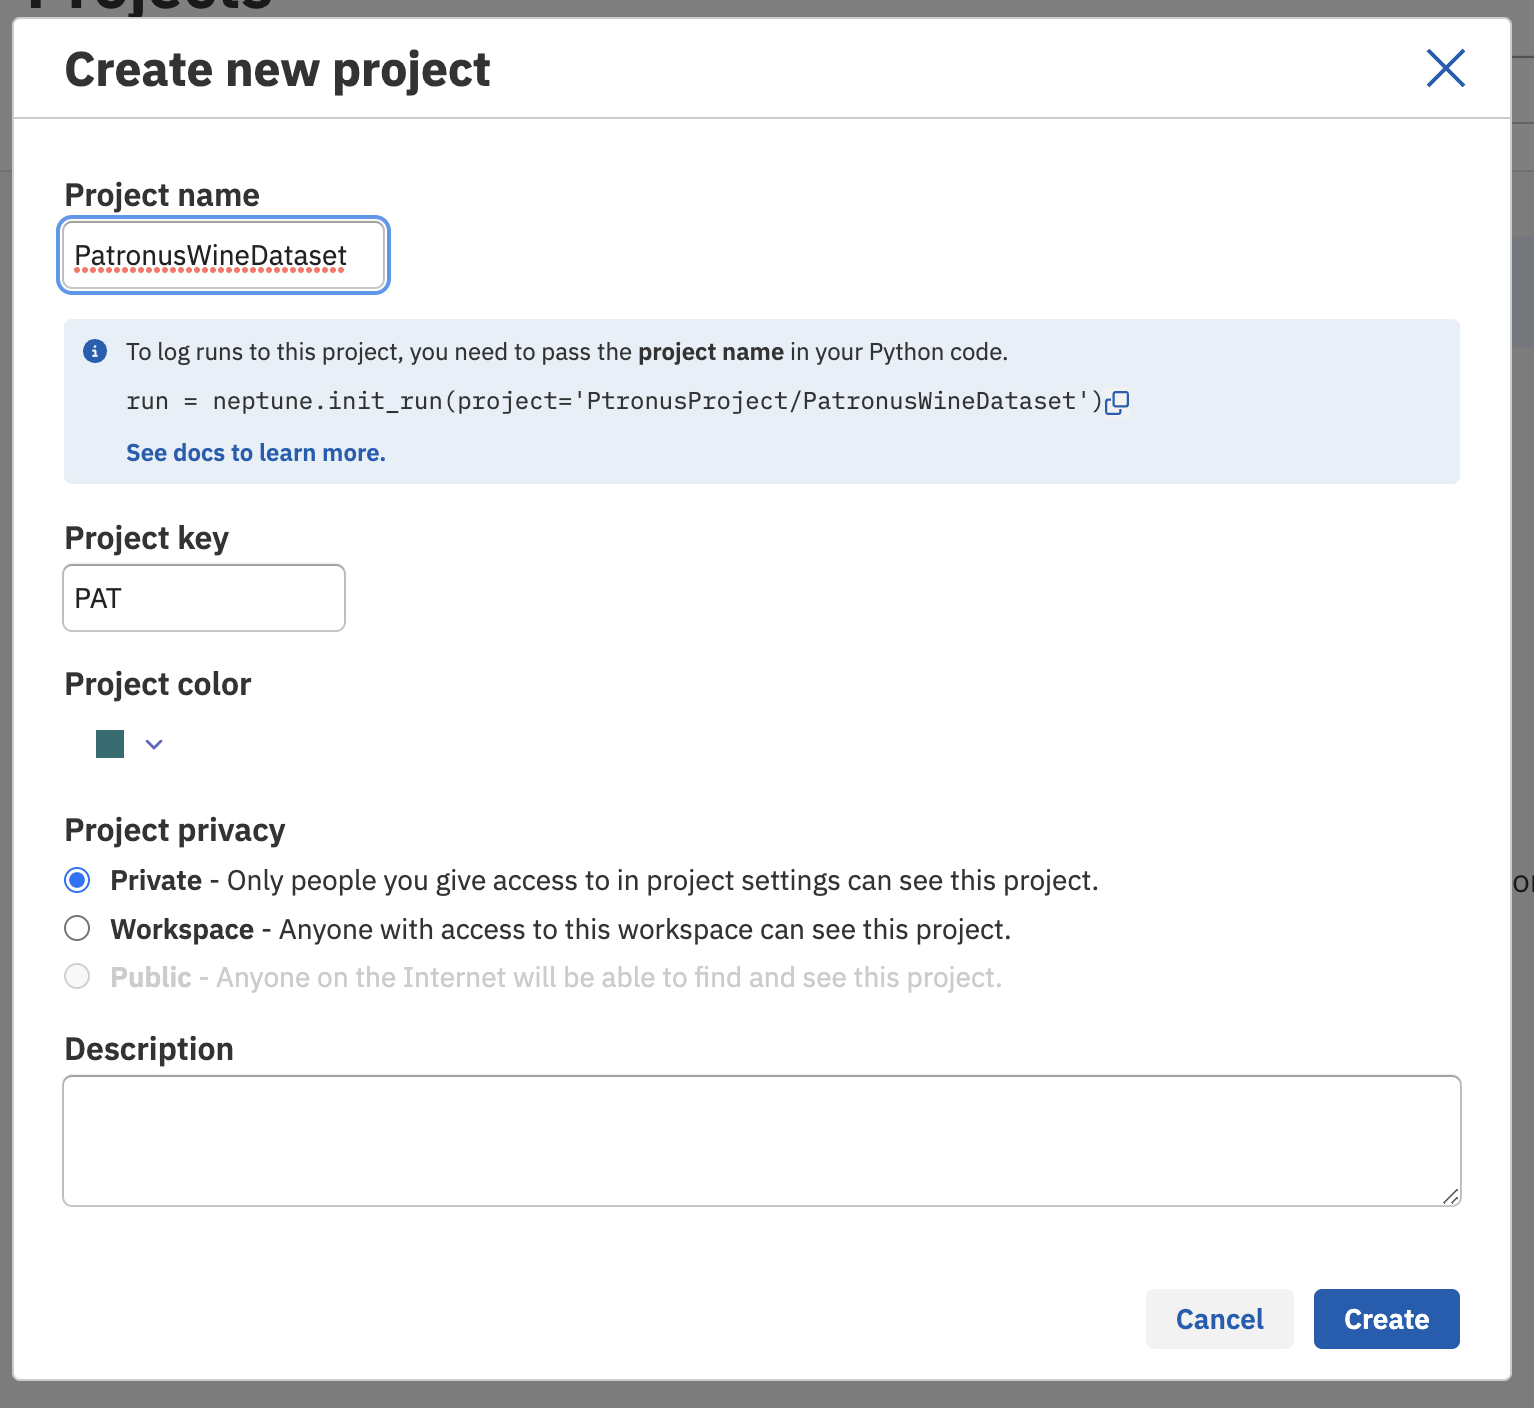 Projects
Create new project
Project name
PatronusWineDataset
To log runs to this project, you need to pass the project name in your Python code.
run = neptune.init_run(project='PtronusProject/PatronusWineDataset')
See docs to learn more.
Project key
PAT
Project color
Project privacy
Private - Only people you give access to in project settings can see this project.
Workspace - Anyone with access to this workspace can see this project.
Public - Anyone on the Internet will be able to find and see this project.
Description
Cancel
Create